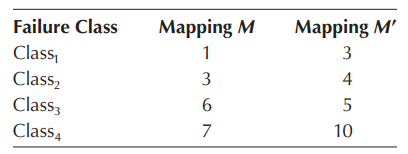 Failure Class Mapping M Mapping M'
Class₁ 1 3
Class₂ 3 4
Class₃ 6 5
Class₄ 7 10